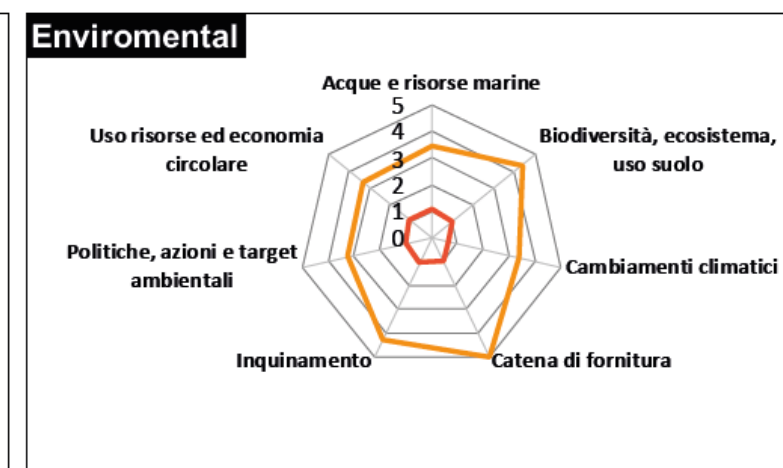 Enviromental
Acque e risorse marine
5
4
3
2
1
0
Uso risorse ed economia
circolare
Biodiversità, ecosistema,
uso suolo
Politiche, azioni e target
ambientali
Cambiamenti climatici
Inquinamento
Catena di fornitura